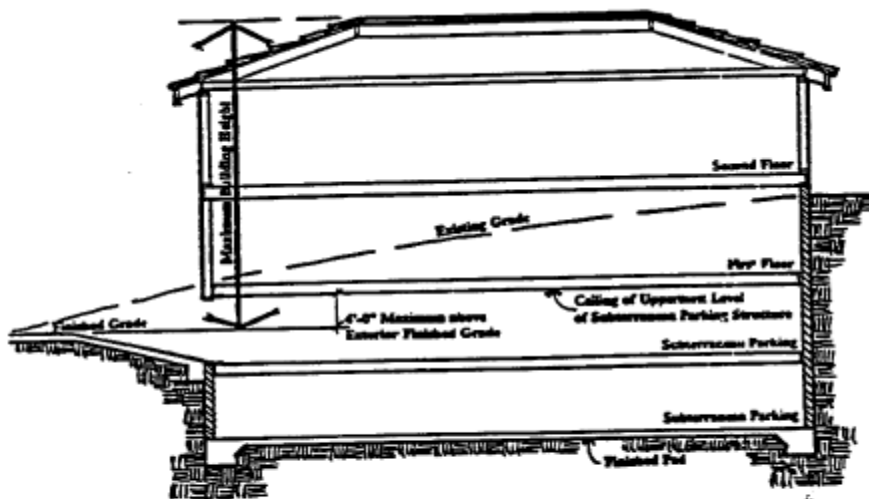 Maximum Building Height
Second Floor
Existing Grade
First Floor
Finished Grade
4'-0" Maximum above
Exterior Finished Grade
Ceiling of Uppermost Level
of Subterranean Parking Structure
Subterranean Parking
Subterranean Parking
Finished Pad